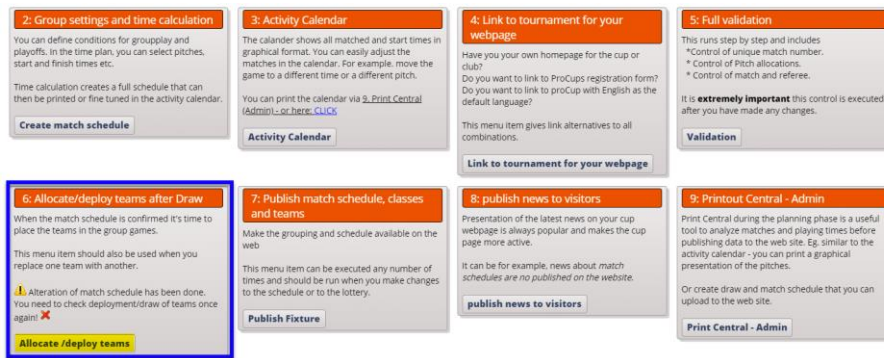 2: Group settings and time calculation
You can define conditions for groupplay and
playoffs. In the time plan, you can select pitches,
start and finish times etc.
Time calculation creates a full schedule that can
then be printed or fine tuned in the activity calendar.
Create match schedule
3: Activity Calendar
The calander shows all matched and start times in
graphical format. You can easily adjust the
matches in the calendar. For example. move the
game to a different time or a different pitch.
You can print the calendar via 9. Print Central
(Admin) - or here: CLICK
Activity Calendar
4: Link to tournament for your
webpage
Have you your own homepage for the cup or
club?
Do you want to link to ProCups registration form?
Do you want to link to proCup with English as the
default language?
This menu item gives link alternatives to all
combinations.
Link to tournament for your webpage
5: Full validation
This runs step by step and includes
*Control of unique match number.
* Control of Pitch allocations.
* Control of match and referee.
It is extremely important this control is executed
after you have made any changes.
Validation
6: Allocate/deploy teams after Draw
When the match schedule is confirmed it's time to
place the teams in the group games.
This menu item should also be used when you
replace one team with another.
Alteration of match schedule has been done.
You need to check deployment/draw of teams once
again!
Allocate /deploy teams
7: Publish match schedule, classes
and teams
Make the grouping and schedule available on the
web
This menu item can be executed any number of
times and should be run when you make changes
to the schedule or to the lottery.
Publish Fixture
8: publish news to visitors
Presentation of the latest news on your cup
webpage is always popular and makes the cup
page more active.
It can be for example, news about match
schedules are no published on the website.
publish news to visitors
9: Printout Central - Admin
Print Central during the planning phase is a useful
tool to analyze matches and playing times before
publishing data to the web site. Eg. similar to the
activity calendar - you can print a graphical
presentation of the pitches.
Or create draw and match schedule that you can
upload to the web site.
Print Central - Admin